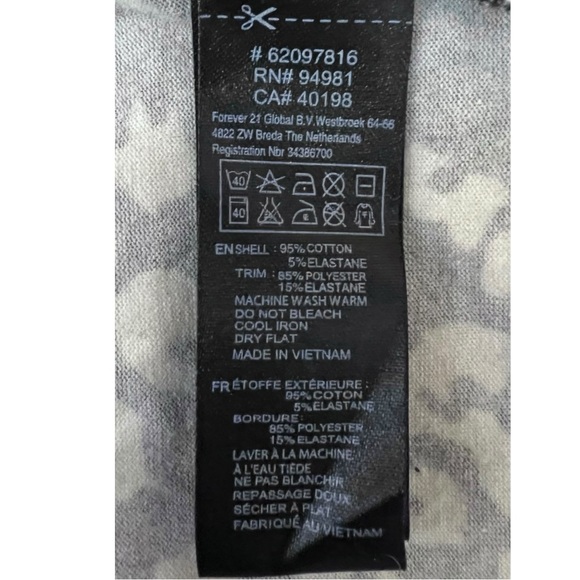 # 62097816
RN# 94981
CA# 40198
Forever 21 Global B.V. Westbroek 64-66
4822 ZW Breda The Netherlands
Registration Nbr 34386700
40
40
EN SHELL : 95% COTTON
5% ELASTANE
TRIM : 85% POLYESTER
15% ELASTANE
MACHINE WASH WARM
DO NOT BLEACH
COOL IRON
DRY FLAT
MADE IN VIETNAM
FR ÉTOFFE EXTÉRIEURE :
95% COTON
5% ELASTANE
BORDURE:
85% POLYESTER
15% ELASTANE
LAVER À LA MACHINE
À L'EAU TIÈDE
NE PAS BLANCHIR
REPASSAGE DOUX
SÉCHER À PLAT
FABRIQUÉ AU VIETNAM